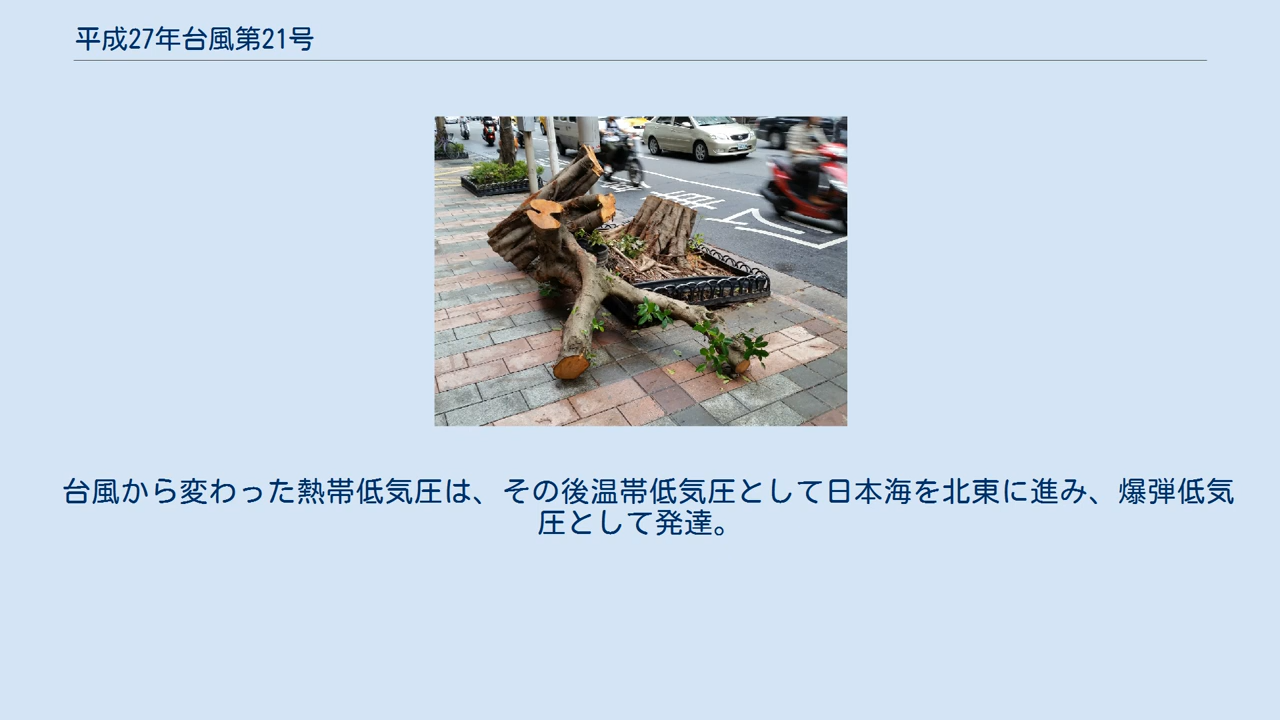 平成27年台風第21号
台風から変わった熱帯低気圧は、その後温帯低気圧として日本海を北東に進み、爆弾低気
圧として発達。